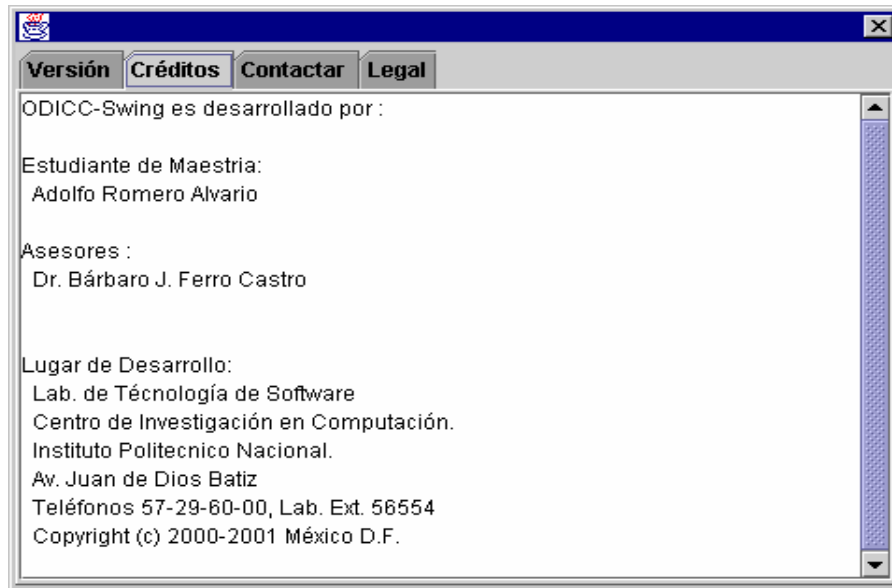 Versión Créditos Contactar Legal
ODICC-Swing es desarrollado por :
Estudiante de Maestria:
Adolfo Romero Alvario
Asesores :
Dr. Bárbaro J. Ferro Castro
Lugar de Desarrollo:
Lab. de Técnología de Software
Centro de Investigación en Computación.
Instituto Politecnico Nacional.
Av. Juan de Dios Batiz
Teléfonos 57-29-60-00, Lab. Ext. 56554
Copyright (c) 2000-2001 México D.F.